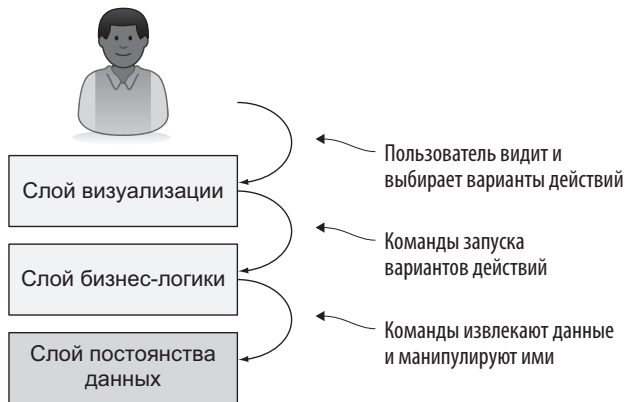 Пользователь видит и
выбирает варианты действий
Слой визуализации
Команды запуска
вариантов действий
Слой бизнес-логики
Команды извлекают данные
и манипулируют ими
Слой постоянства
данных